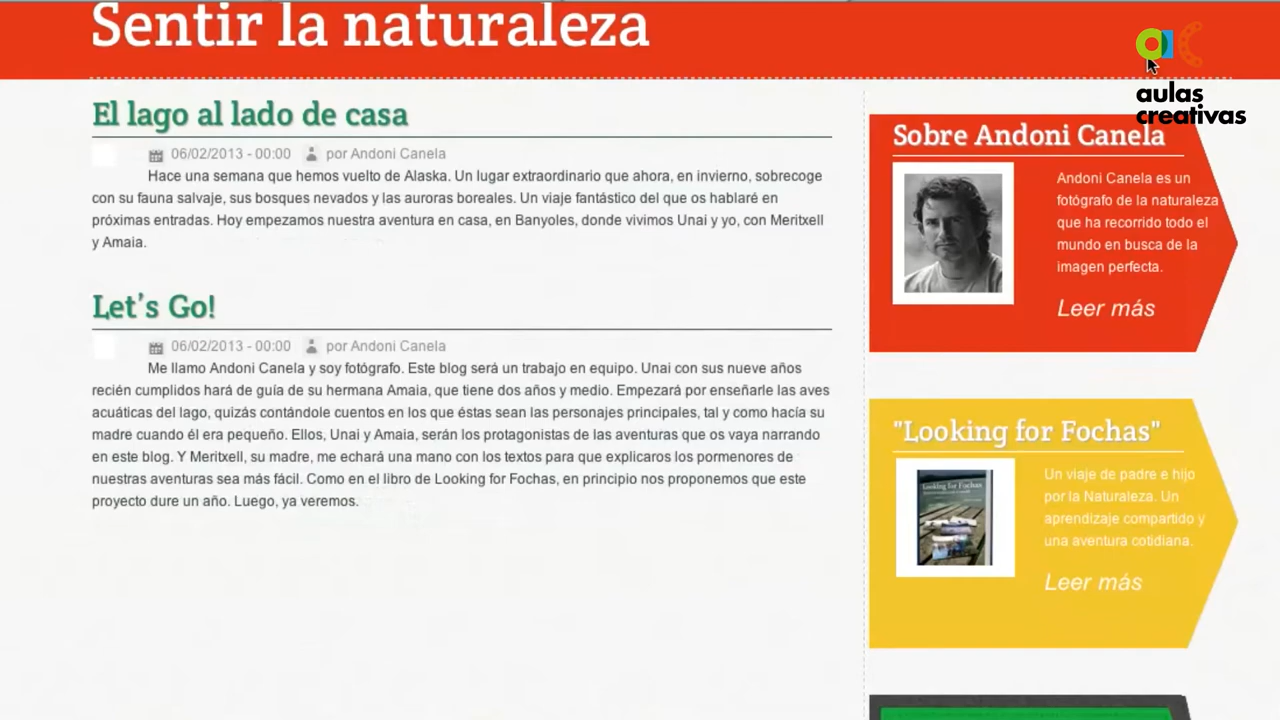 Sentir la naturaleza
aulas
creativas
El lago al lado de casa
06/02/2013 - 00:00 por Andoni Canela
Hace una semana que hemos vuelto de Alaska. Un lugar extraordinario que ahora, en invierno, sobrecoge
con su fauna salvaje, sus bosques nevados y las auroras boreales. Un viaje fantástico del que os hablaré en
próximas entradas. Hoy empezamos nuestra aventura en casa, en Banyoles, donde vivimos Unai y yo, con Meritxell
y Amaia.
Let's Go!
06/02/2013 - 00:00 por Andoni Canela
Me llamo Andoni Canela y soy fotógrafo. Este blog será un trabajo en equipo. Unai con sus nueve años
recién cumplidos hará de guía de su hermana Amaia, que tiene dos años y medio. Empezará por enseñarle las aves
acuáticas del lago, quizás contándole cuentos en los que éstas sean las personajes principales, tal y como hacía su
madre cuando él era pequeño. Ellos, Unai y Amaia, serán los protagonistas de las aventuras que os vaya narrando
en este blog. Y Meritxell, su madre, me echará una mano con los textos para que explicaros los pormenores de
nuestras aventuras sea más fácil. Como en el libro de Looking for Fochas, en principio nos proponemos que este
proyecto dure un año. Luego, ya veremos.
Sobre Andoni Canela
Andoni Canela es un
fotógrafo de la naturaleza
que ha recorrido todo el
mundo en busca de la
imagen perfecta.
Leer más
"Looking for Fochas"
Looking for Fochas
Un viaje de padre e hijo
por la Naturaleza. Un
aprendizaje compartido y
una aventura cotidiana.
Leer más